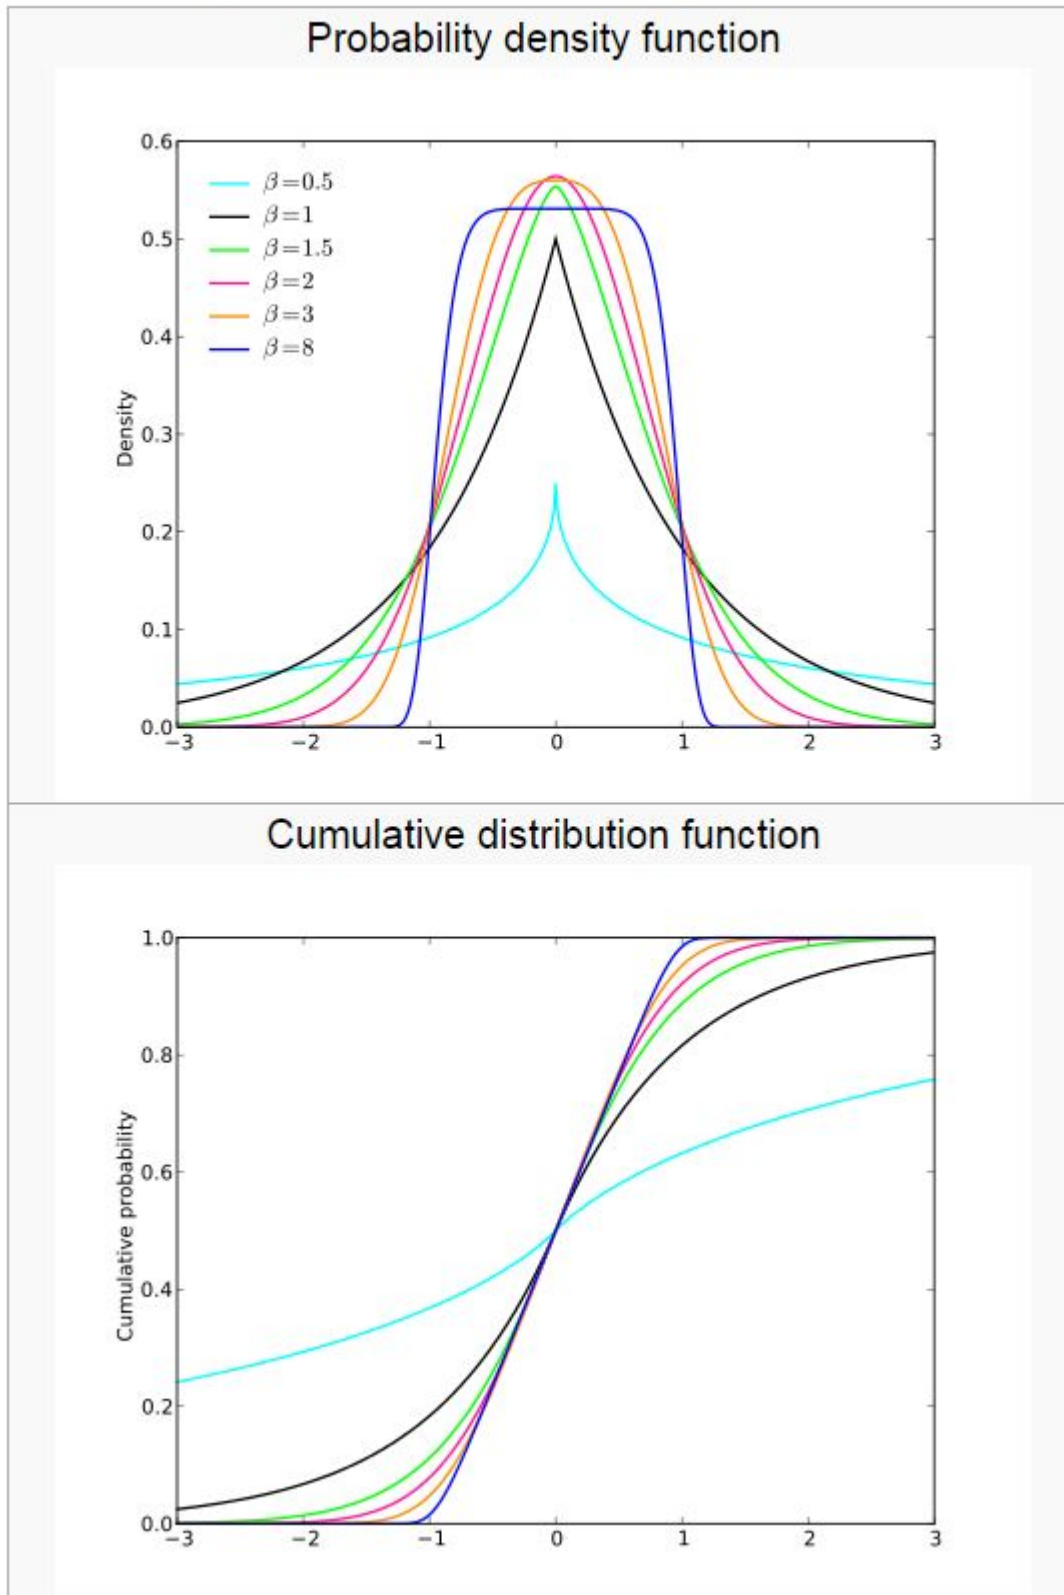 Probability density function
0.6
0.5
0.4
0.3
0.2
0.1
0.0
Density
β=0.5
β=1
β=1.5
β=2
β=3
β=8
−3 −2 −1 0 1 2 3
Cumulative distribution function
1.0
0.8
0.6
0.4
0.2
0.0
Cumulative probability
−3 −2 −1 0 1 2 3